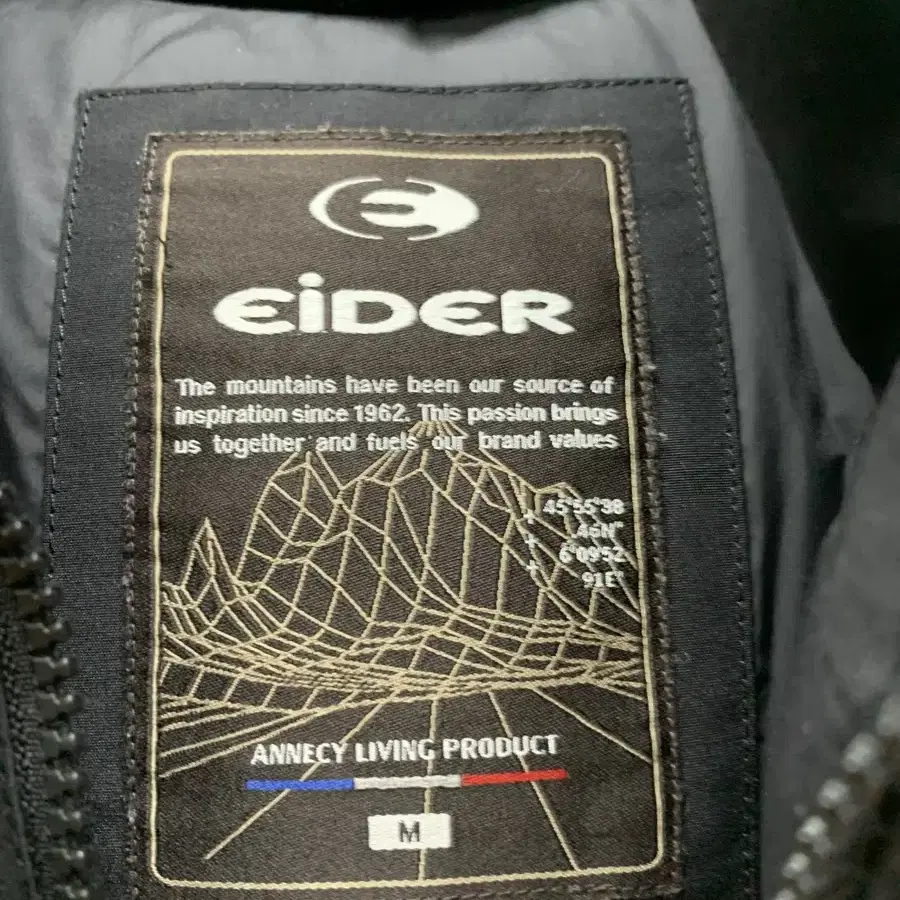 EiDER
The mountains have been our source of
inspiration since 1962. This passion brings
us together and fuels our brand values
45°55'38
.46N"
6°09'52
91E"
ANNECY LIVING PRODUCT
M